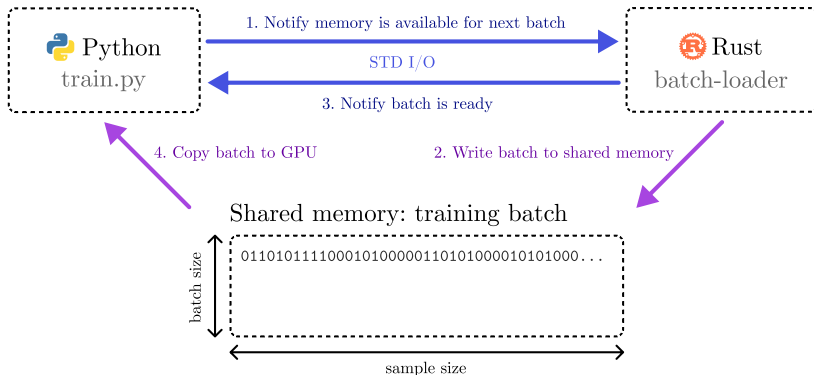 1. Notify memory is available for next batch
Python
train.py
STD I/O
Rust
batch-loader
3. Notify batch is ready
4. Copy batch to GPU
2. Write batch to shared memory
Shared memory: training batch
0110101111000101000001101010000101010​00...
batch size
sample size